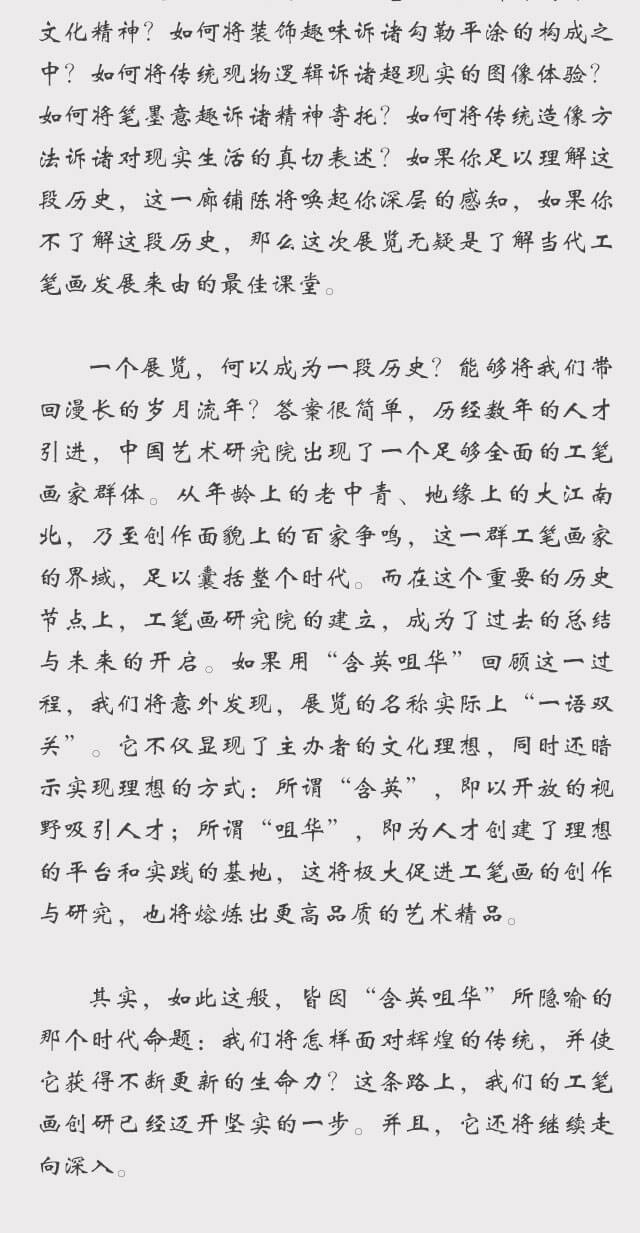 文化精神？如何将装饰趣味诉诸勾勒平涂的构成之
中？如何将传统观物逻辑诉诸超现实的图像体验？
如何将笔墨意趣诉诸精神寄托？如何将传统造像方
法诉诸对现实生活的真切表述？如果你足以理解这
段历史，这一廊铺陈将唤起你深层的感知，如果你
不了解这段历史，那么这次展览无疑是了解当代工
笔画发展来由的最佳课堂。
一个展览，何以成为一段历史？能够将我们带
回漫长的岁月流年？答案很简单，历经数年的人才
引进，中国艺术研究院出现了一个足够全面的工笔
画家群体。从年龄上的老中青、地缘上的大江南
北，乃至创作面貌上的百家争鸣，这一群工笔画家
的界域，足以囊括整个时代。而在这个重要的历史
节点上，工笔画研究院的建立，成为了过去的总结
与未来的开启。如果用“含英咀华”回顾这一过
程，我们将意外发现，展览的名称实际上“一语双
关”。它不仅显现了主办者的文化理想，同时还暗
示实现理想的方式：所谓“含英”，即以开放的视
野吸引人才；所谓“咀华”，即为人才创建了理想
的平台和实践的基地，这将极大促进工笔画的创作
与研究，也将熔炼出更高品质的艺术精品。
其实，如此这般，皆因“含英咀华”所隐喻的
那个时代命题：我们将怎样面对辉煌的传统，并使
它获得不断更新的生命力？这条路上，我们的工笔
画创研已经迈开坚实的一步。并且，它还将继续走
向深入。